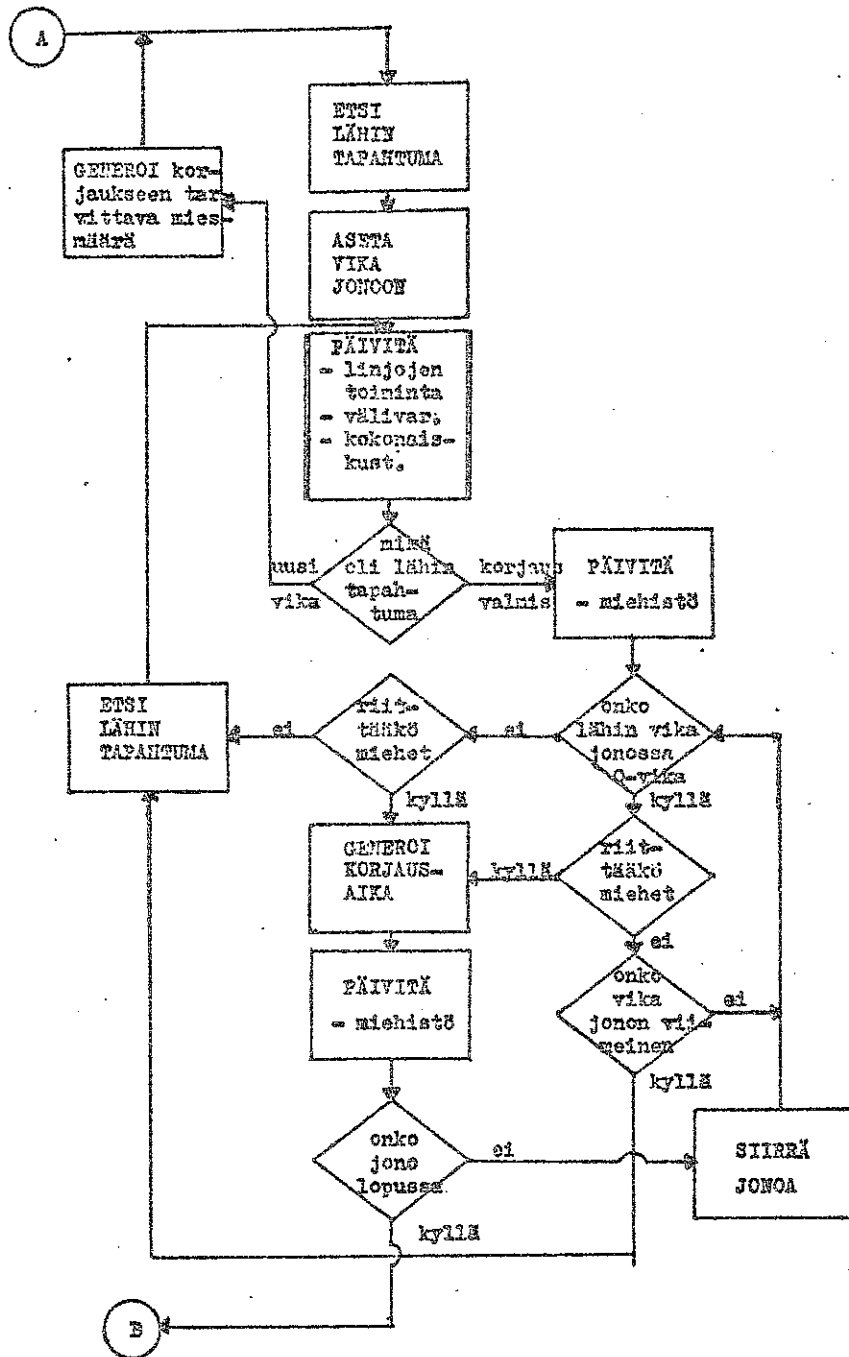 A
ETSI
LÄHIN
TAPAHTUMA
GENEROI kor-
jaukseen tar
vittava mies-
määrä
ASETA
VIKA
JONOON
PÄIVITÄ
- linjojen
toiminta
- välivar.
- kokonais-
kust.
uusi
vika
mikä
oli lähin
tapah-
tuma
korjaus
valmis
PÄIVITÄ
- miehistö
ETSI
LÄHIN
TAPAHTUMA
ei
riit-
tääkö
miehet
ei
onko
lähin vika
jonossa
0-vika
kyllä
kyllä
GENEROI
KORJAUS-
AIKA
kyllä
riit-
tääkö
miehet
ei
PÄIVITÄ
- miehistö
onko
vika
jonon vii-
meinen
ei
kyllä
onko
jono
lopussa
ei
SIIRRÄ
JONOA
kyllä
B